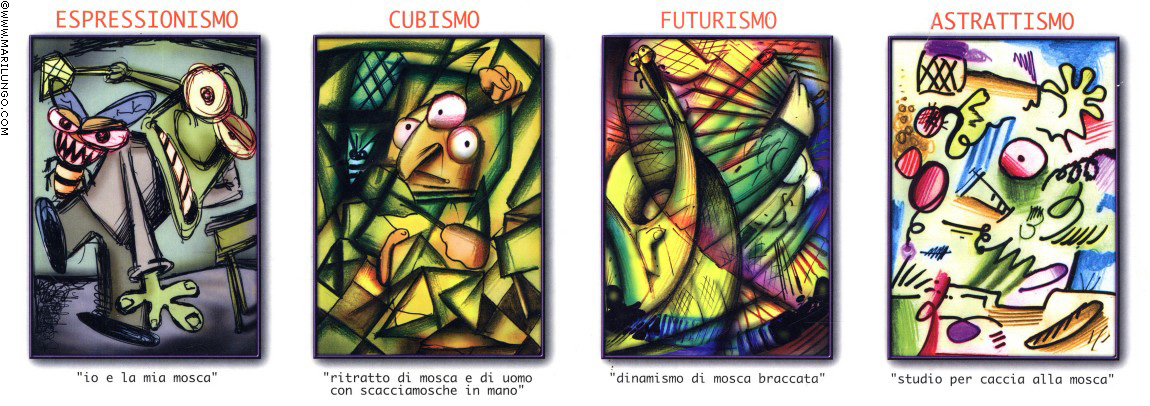 ©WWW.MARILUNGO.COM
ESPRESSIONISMO
CUBISMO
FUTURISMO
ASTRATTISMO
"io e la mia mosca"
"ritratto di mosca e di uomo
con scacciamosche in mano"
"dinamismo di mosca braccata"
"studio per caccia alla mosca"